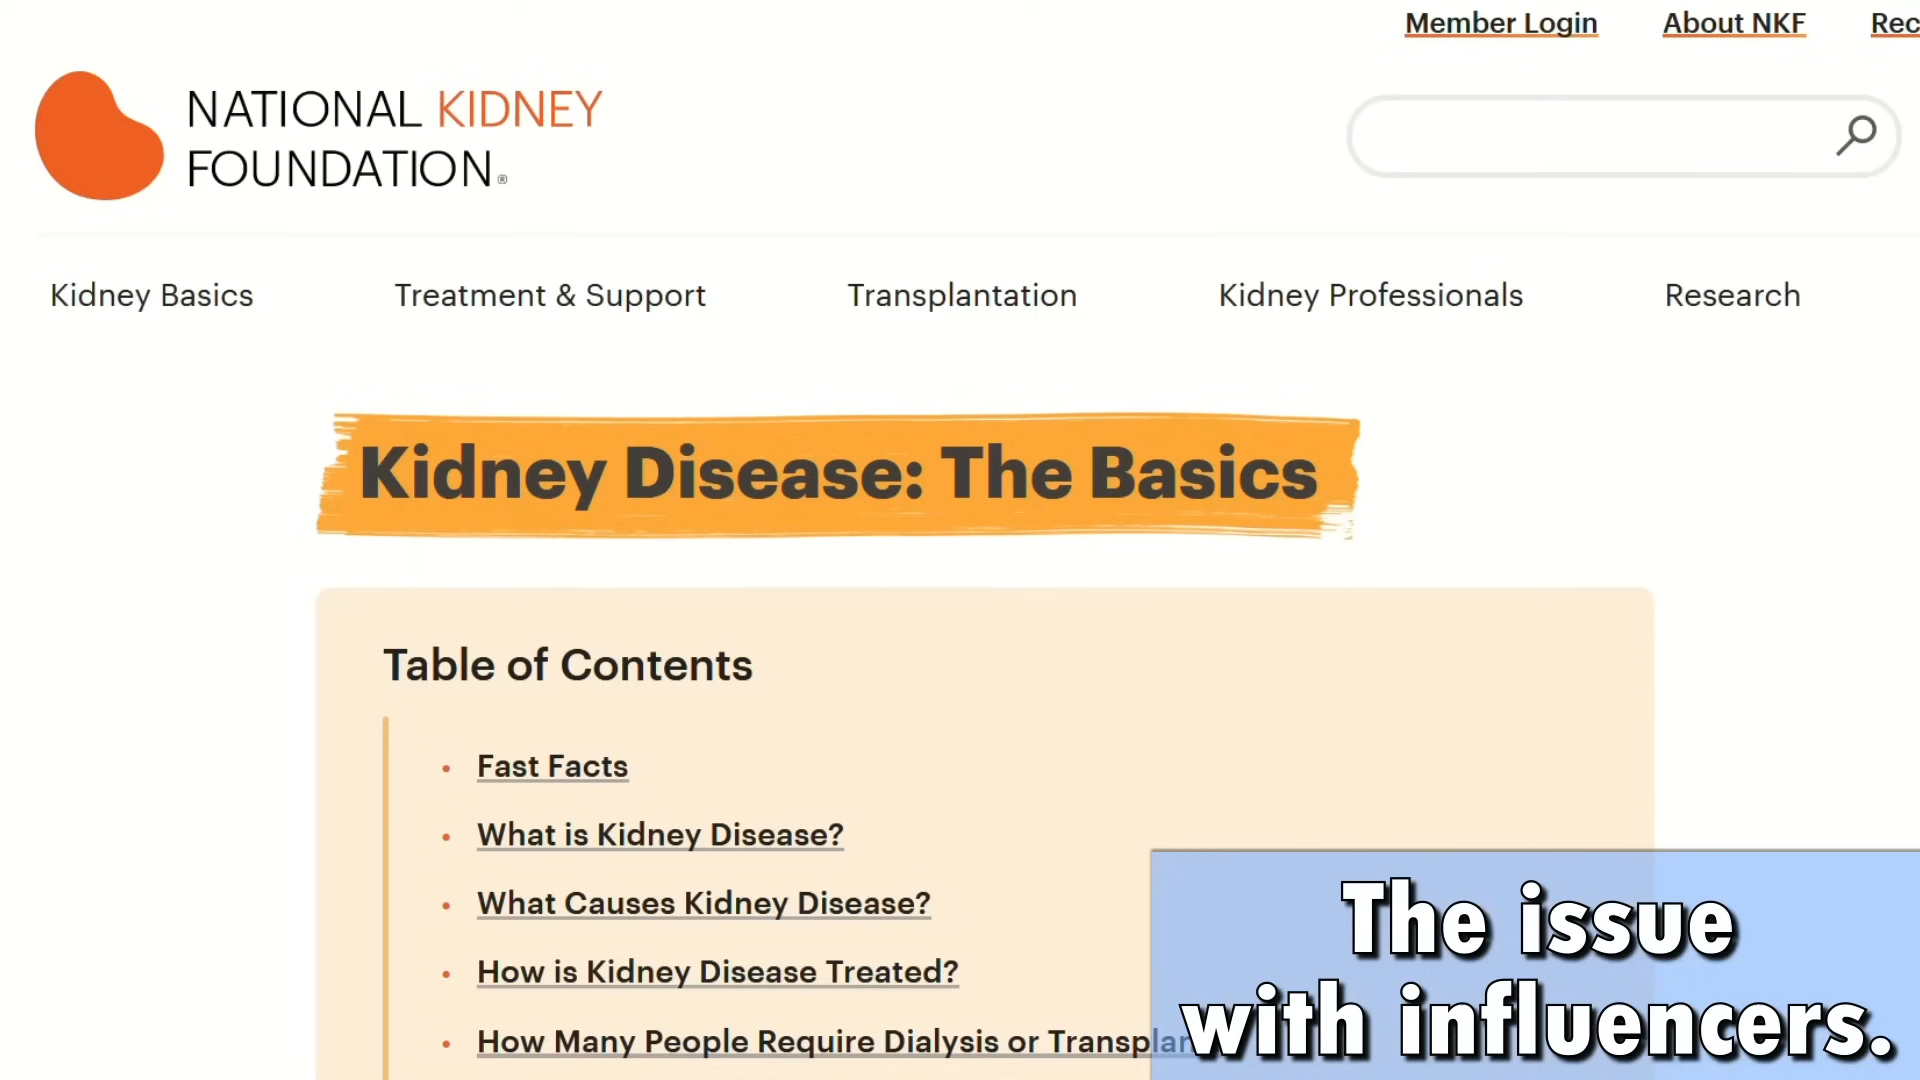 Member Login About NKF Rec
NATIONAL KIDNEY
FOUNDATION®
Kidney Basics Treatment & Support Transplantation Kidney Professionals Research
Kidney Disease: The Basics
Table of Contents
• Fast Facts
• What is Kidney Disease?
• What Causes Kidney Disease?
• How is Kidney Disease Treated?
• How Many People Require Dialysis or Transplan
The issue
with influencers.